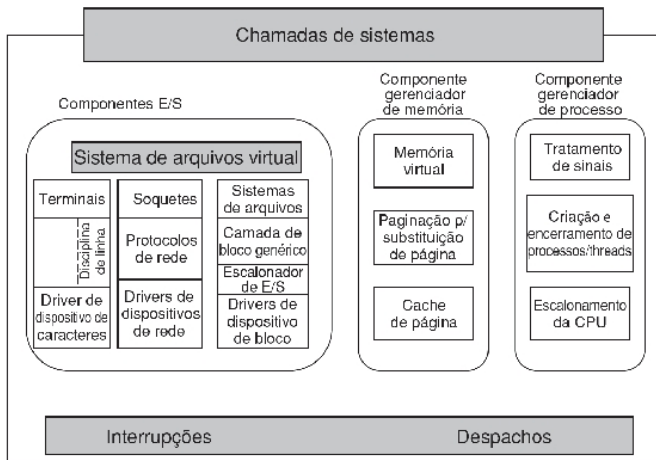 Chamadas de sistemas
Componentes E/S
Sistema de arquivos virtual
Terminais
Disciplina
de linha
Driver de
dispositivo de
caracteres
Soquetes
Protocolos
de rede
Drivers de
dispositivos
de rede
Sistemas
de arquivos
Camada de
bloco genérico
Escalonador
de E/S
Drivers de
dispositivo
de bloco
Componente
gerenciador
de memória
Memória
virtual
Paginação p/
substituição
de página
Cache
de página
Componente
gerenciador
de processo
Tratamento
de sinais
Criação e
encerramento de
processos/threads
Escalonamento
da CPU
Interrupções
Despachos